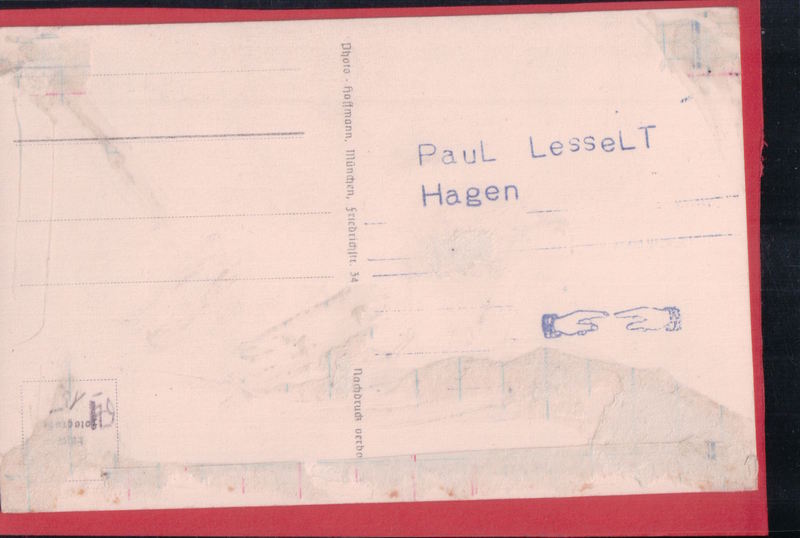 Photo - Hoffmann, München, Friedrichstr. 34
Nachdruck verbo
PauL LesseLT
Hagen